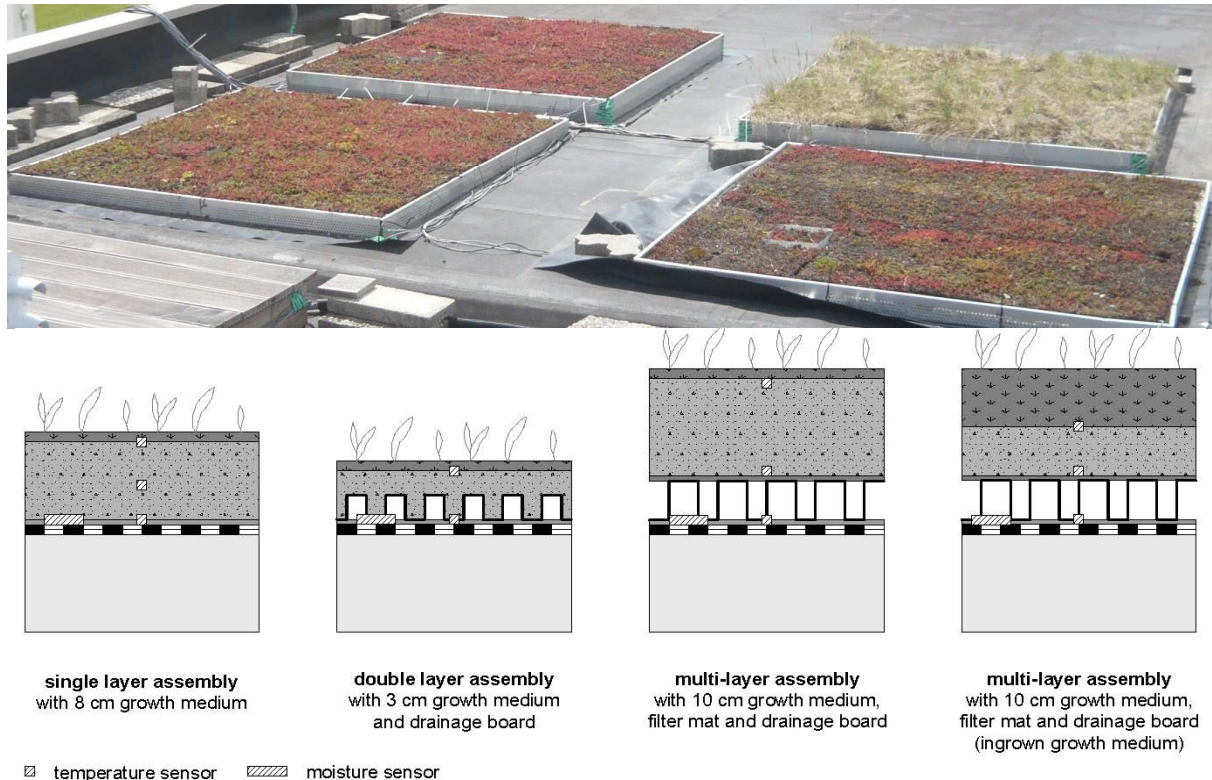 single layer assembly
with 8 cm growth medium
double layer assembly
with 3 cm growth medium
and drainage board
multi-layer assembly
with 10 cm growth medium,
filter mat and drainage board
multi-layer assembly
with 10 cm growth medium,
filter mat and drainage board
(ingrown growth medium)
temperature sensor
moisture sensor